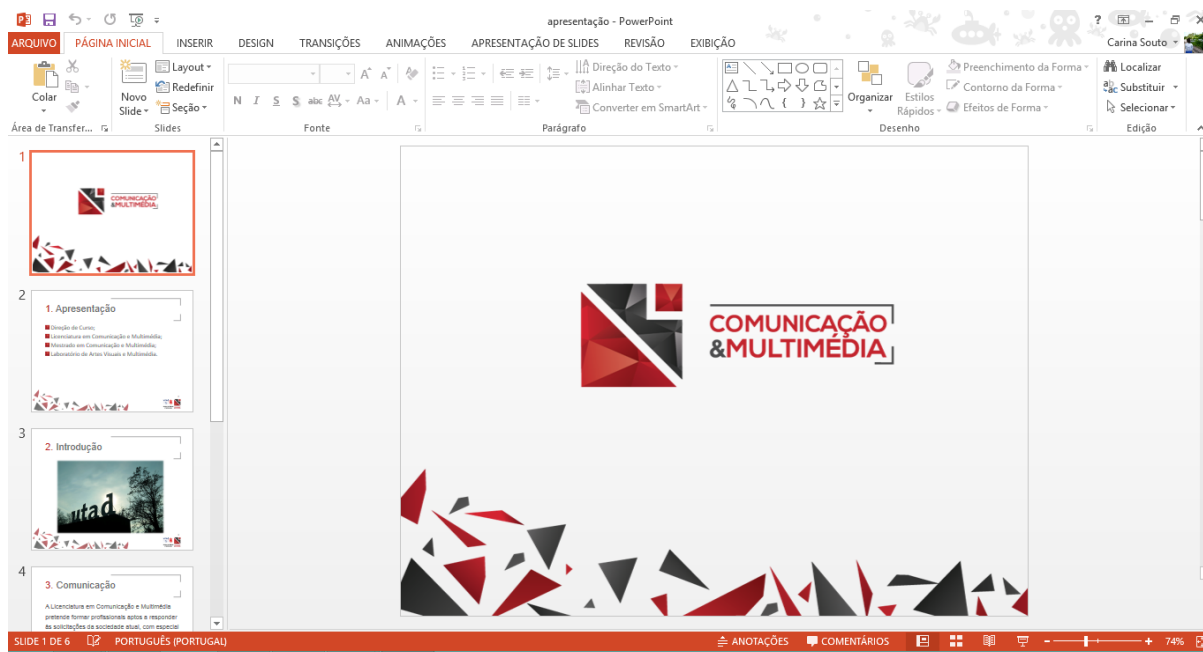 apresentação - PowerPoint
?
ARQUIVO PÁGINA INICIAL INSERIR DESIGN TRANSIÇÕES ANIMAÇÕES APRESENTAÇÃO DE SLIDES REVISÃO EXIBIÇÃO Carina Souto
Colar
Novo
Slide
Layout
Redefinir
Seção
N I S S abc AV Aa A
Direção do Texto
Alinhar Texto
Converter em SmartArt
Organizar
Estilos
Rápidos
Preenchimento da Forma
Contorno da Forma
Efeitos de Forma
Localizar
Substituir
Selecionar
Área de Transfer... Slides Fonte Parágrafo Desenho Edição
1
COMUNICAÇÃO
&MULTIMÉDIA
2
1. Apresentação
Direção de Curso;
Licenciatura em Comunicação e Multimédia;
Mestrado em Comunicação e Multimédia;
Laboratório de Artes Visuais e Multimédia.
3
2. Introdução
utad
4
3. Comunicação
A Licenciatura em Comunicação e Multimédia
pretende formar profissionais aptos a responder
às solicitações da sociedade atual, com especial
COMUNICAÇÃO
&MULTIMÉDIA
SLIDE 1 DE 6 PORTUGUÊS (PORTUGAL) ANOTAÇÕES COMENTÁRIOS 74%